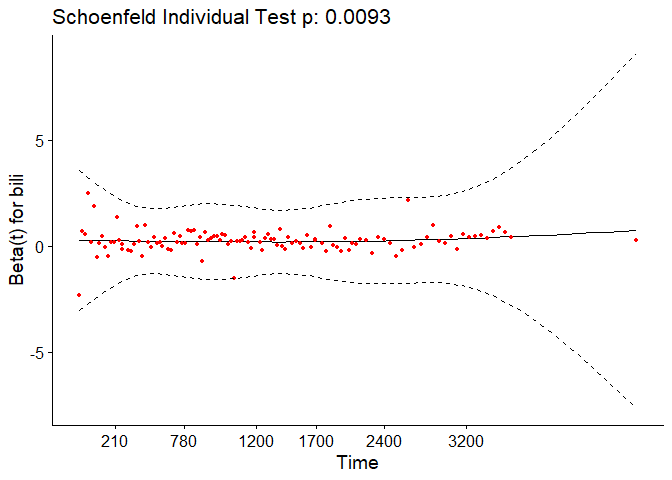 Schoenfeld Individual Test p: 0.0093
Beta(t) for bili
5
0
-5
210 780 1200 1700 2400 3200
Time